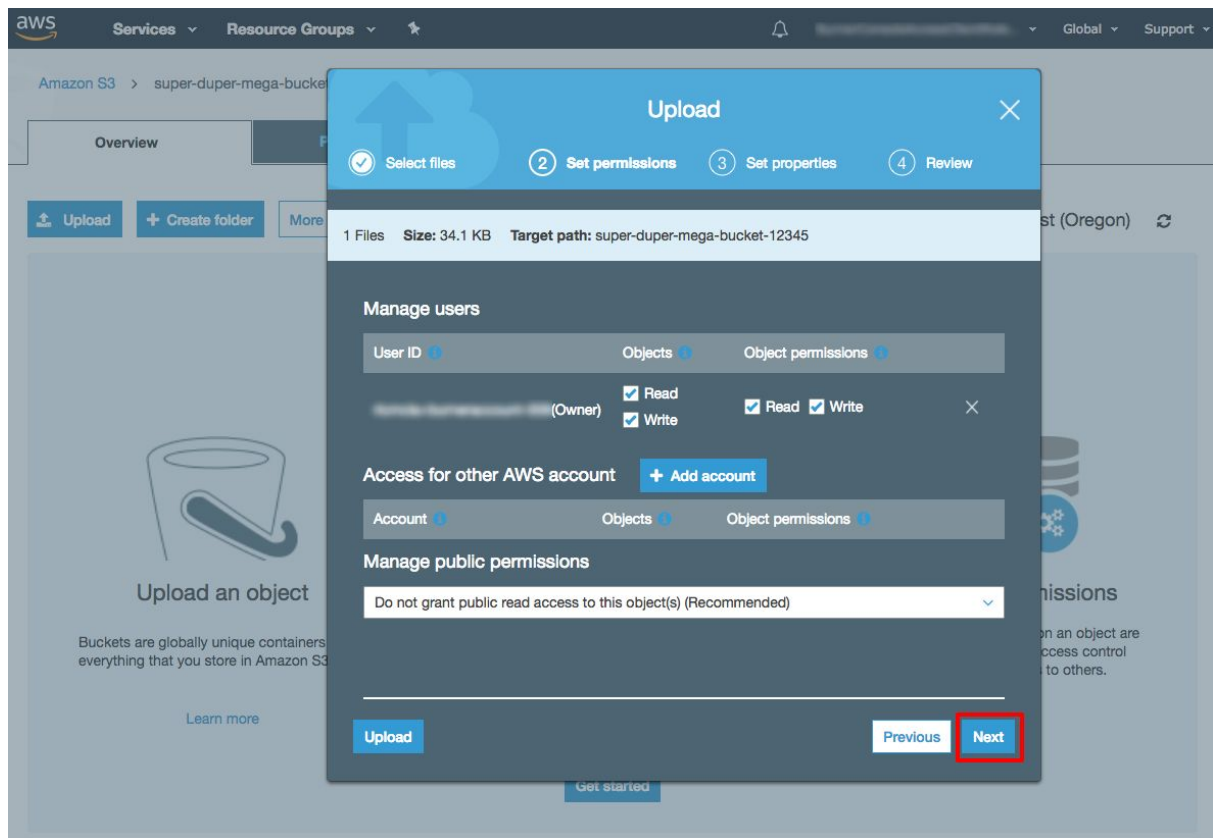 aws Services Resource Groups Global Support
Amazon S3 > super-duper-mega-bucket
Overview P
Upload
Select files 2 Set permissions 3 Set properties 4 Review
Upload + Create folder More st (Oregon)
1 Files Size: 34.1 KB Target path: super-duper-mega-bucket-12345
Manage users
User ID Objects Object permissions
(Owner) Read Write Read Write
Access for other AWS account + Add account
Account Objects Object permissions
Manage public permissions
Do not grant public read access to this object(s) (Recommended)
Upload an object
missions
Buckets are globally unique containers
everything that you store in Amazon S3
on an object are
ccess control
to others.
Learn more
Upload Previous Next
Get started